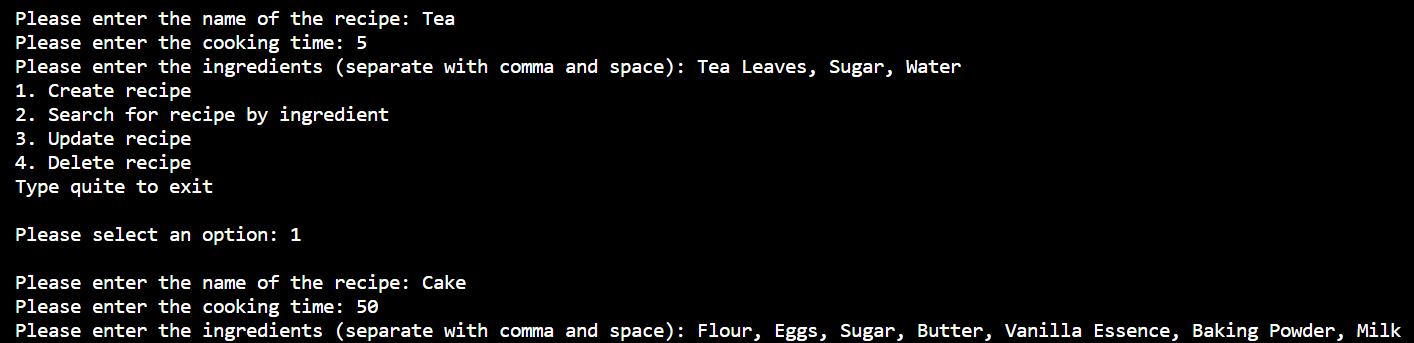 Please enter the name of the recipe: Tea
Please enter the cooking time: 5
Please enter the ingredients (separate with comma and space): Tea Leaves, Sugar, Water
1. Create recipe
2. Search for recipe by ingredient
3. Update recipe
4. Delete recipe
Type quite to exit
Please select an option: 1
Please enter the name of the recipe: Cake
Please enter the cooking time: 50
Please enter the ingredients (separate with comma and space): Flour, Eggs, Sugar, Butter, Vanilla Essence, Baking Powder, Milk